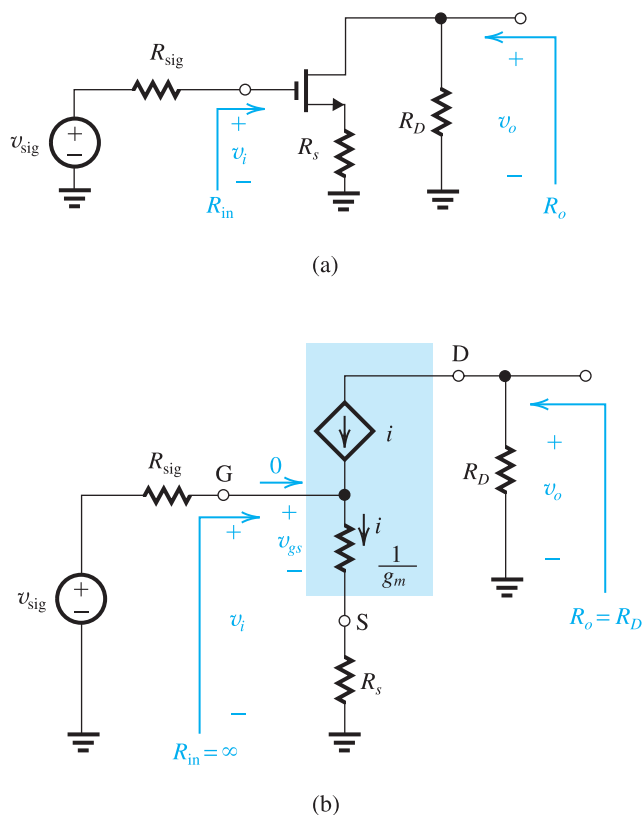 R_sig
v_sig
+
−
+
v_i
−
R_in
R_s
R_D
+
v_o
−
R_o
(a)
D
i
R_sig
G
0
+
v_gs
−
i
1/g_m
R_D
+
v_o
−
R_o = R_D
v_sig
+
−
+
v_i
−
S
R_s
R_in = ∞
(b)